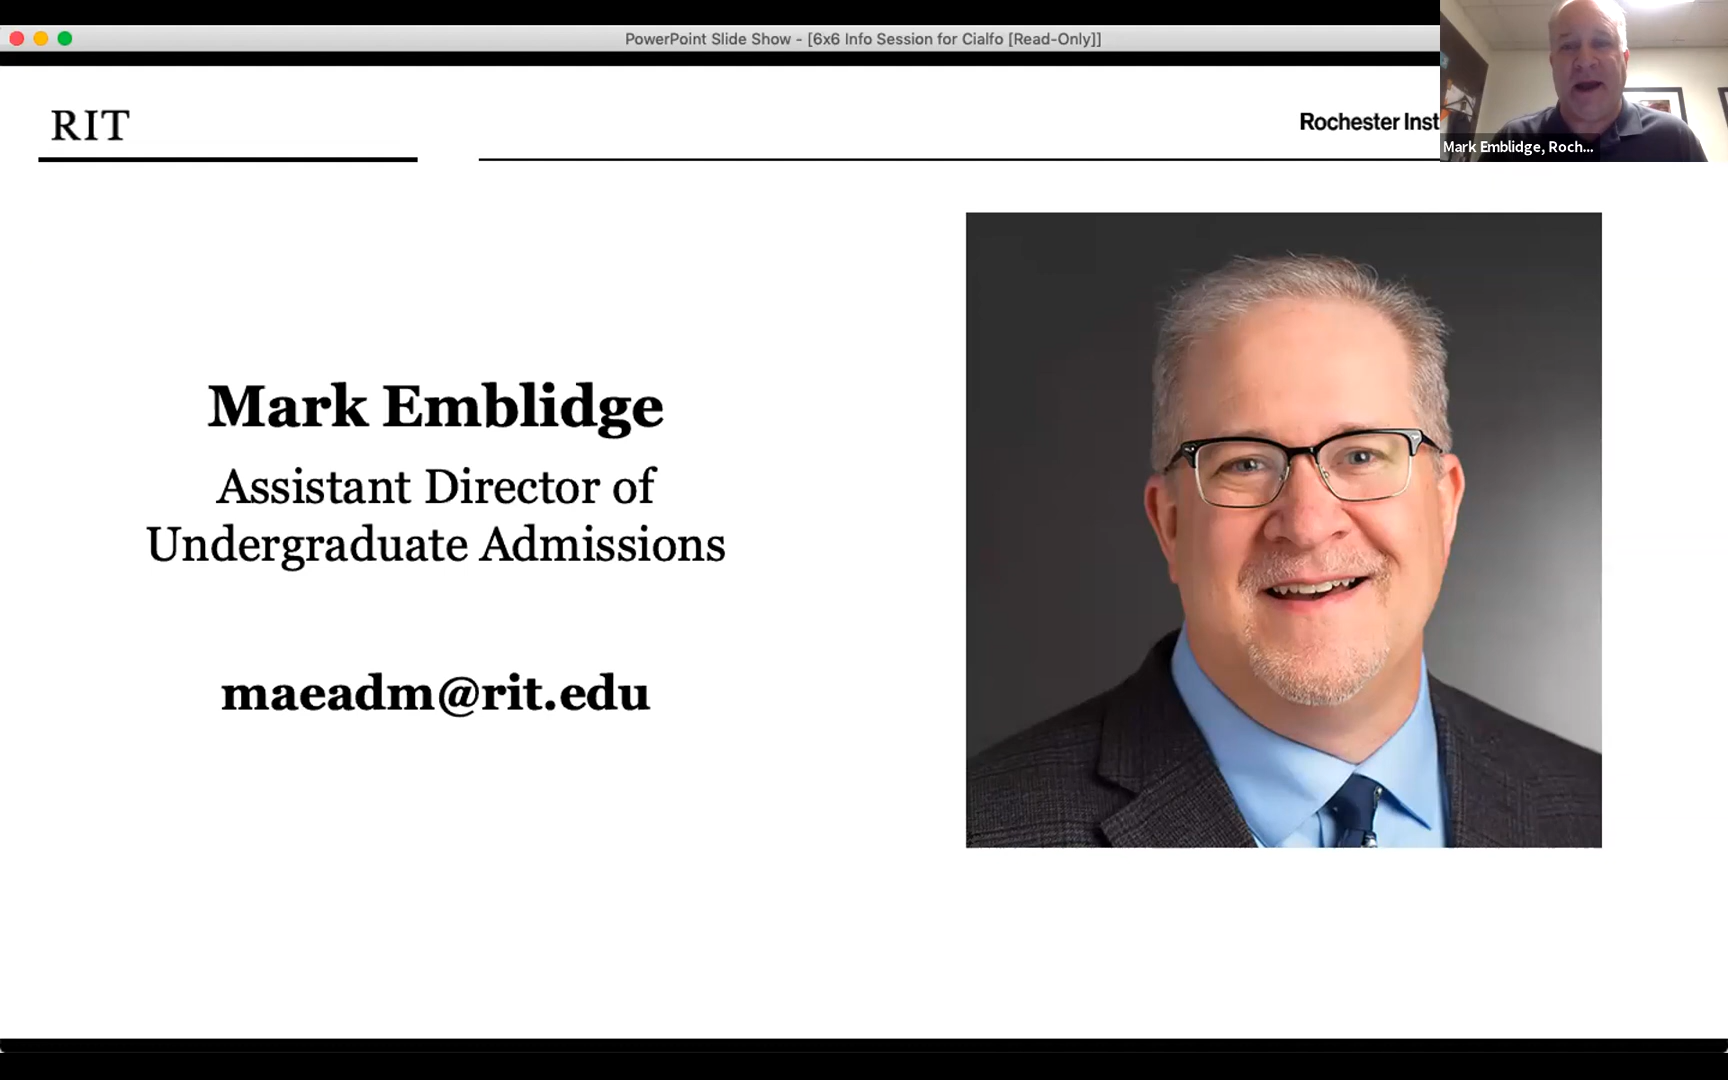 PowerPoint Slide Show - [6x6 Info Session for Cialfo [Read-Only]]
RIT
Rochester Inst
Mark Emblidge, Roch...
Mark Emblidge
Assistant Director of
Undergraduate Admissions
maeadm@rit.edu